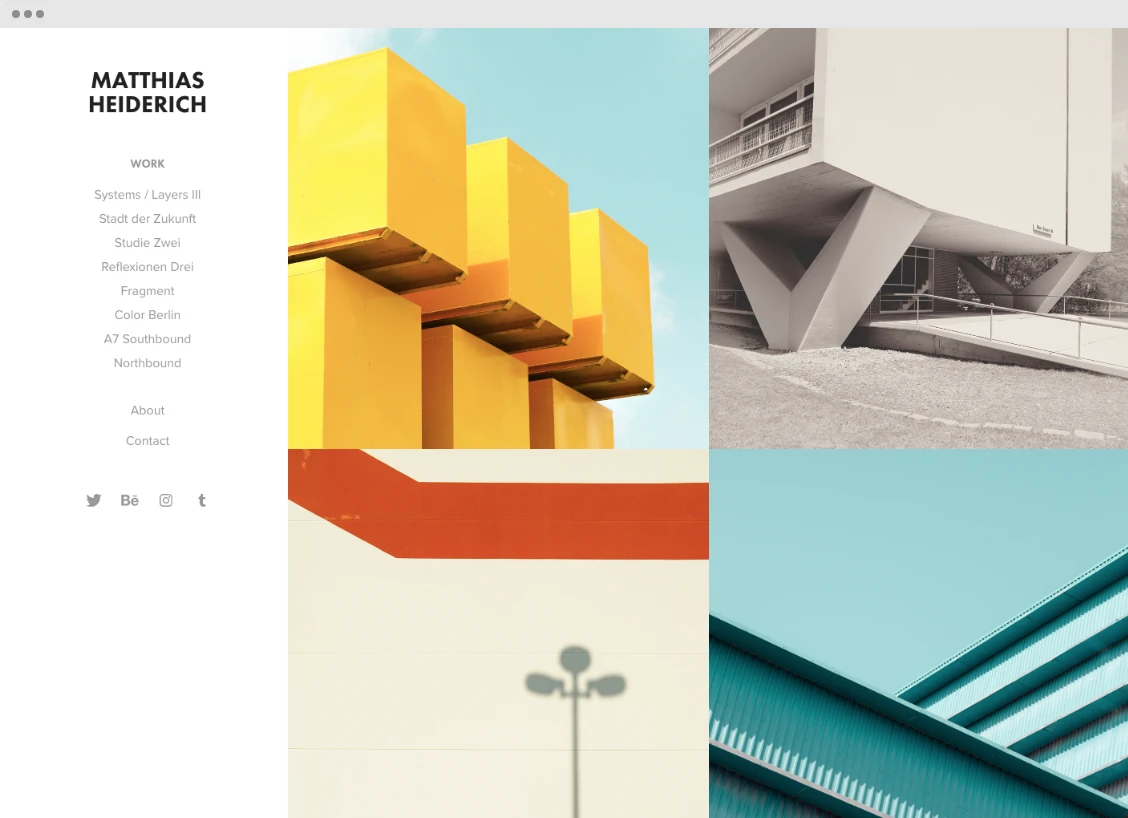 MATTHIAS
HEIDERICH
WORK
Systems / Layers III
Stadt der Zukunft
Studie Zwei
Reflexionen Drei
Fragment
Color Berlin
A7 Southbound
Northbound
About
Contact
Bē
t